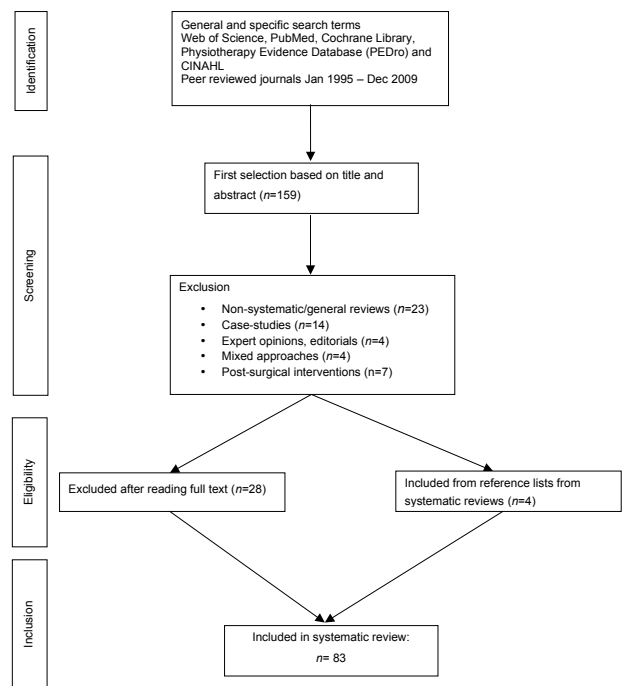 Identification
General and specific search terms
Web of Science, PubMed, Cochrane Library,
Physiotherapy Evidence Database (PEDro) and
CINAHL
Peer reviewed journals Jan 1995 – Dec 2009
Screening
First selection based on title and
abstract (n=159)
Exclusion
• Non-systematic/general reviews (n=23)
• Case-studies (n=14)
• Expert opinions, editorials (n=4)
• Mixed approaches (n=4)
• Post-surgical interventions (n=7)
Eligibility
Excluded after reading full text (n=28)
Included from reference lists from
systematic reviews (n=4)
Inclusion
Included in systematic review:
n= 83